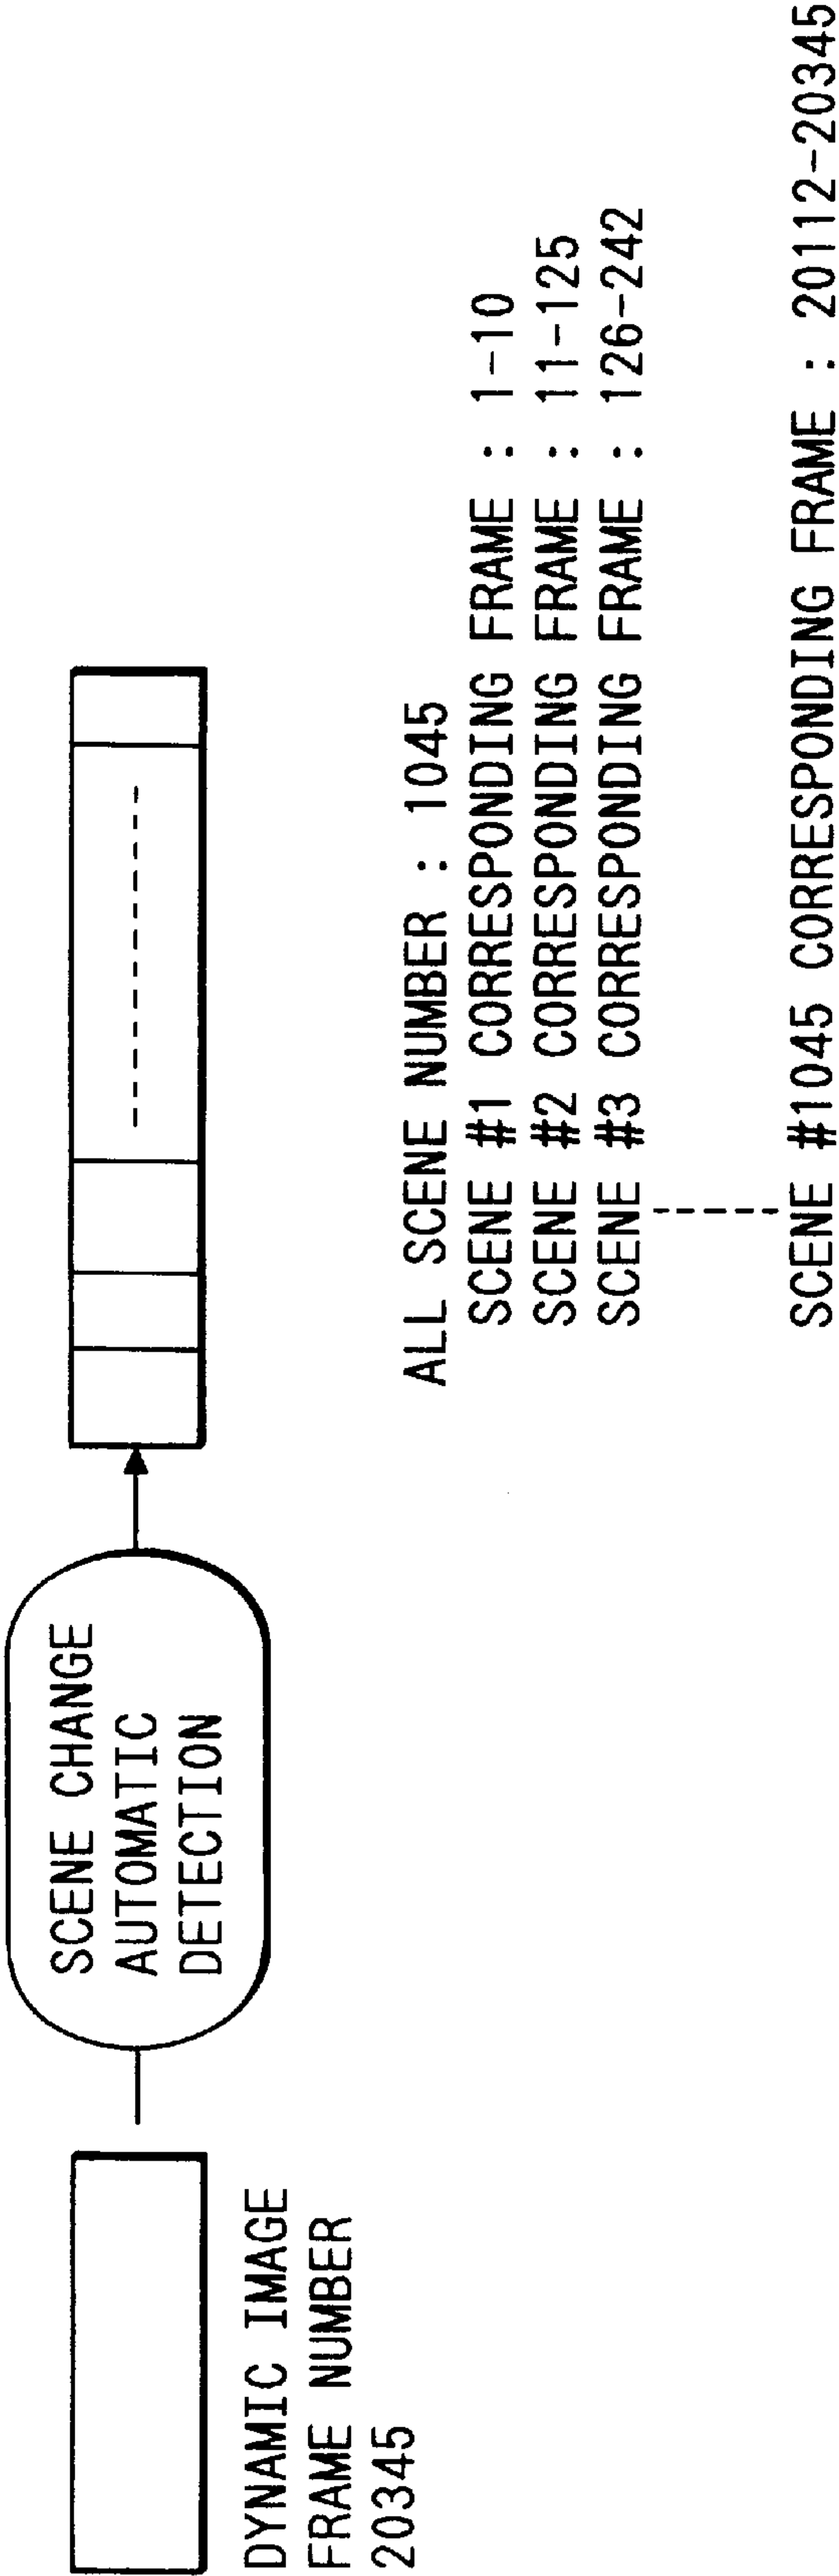 DYNAMIC IMAGE
FRAME NUMBER
20345
SCENE CHANGE
AUTOMATIC
DETECTION
ALL SCENE NUMBER : 1045
SCENE #1 CORRESPONDING FRAME : 1-10
SCENE #2 CORRESPONDING FRAME : 11-125
SCENE #3 CORRESPONDING FRAME : 126-242
SCENE #1045 CORRESPONDING FRAME : 20112-20345